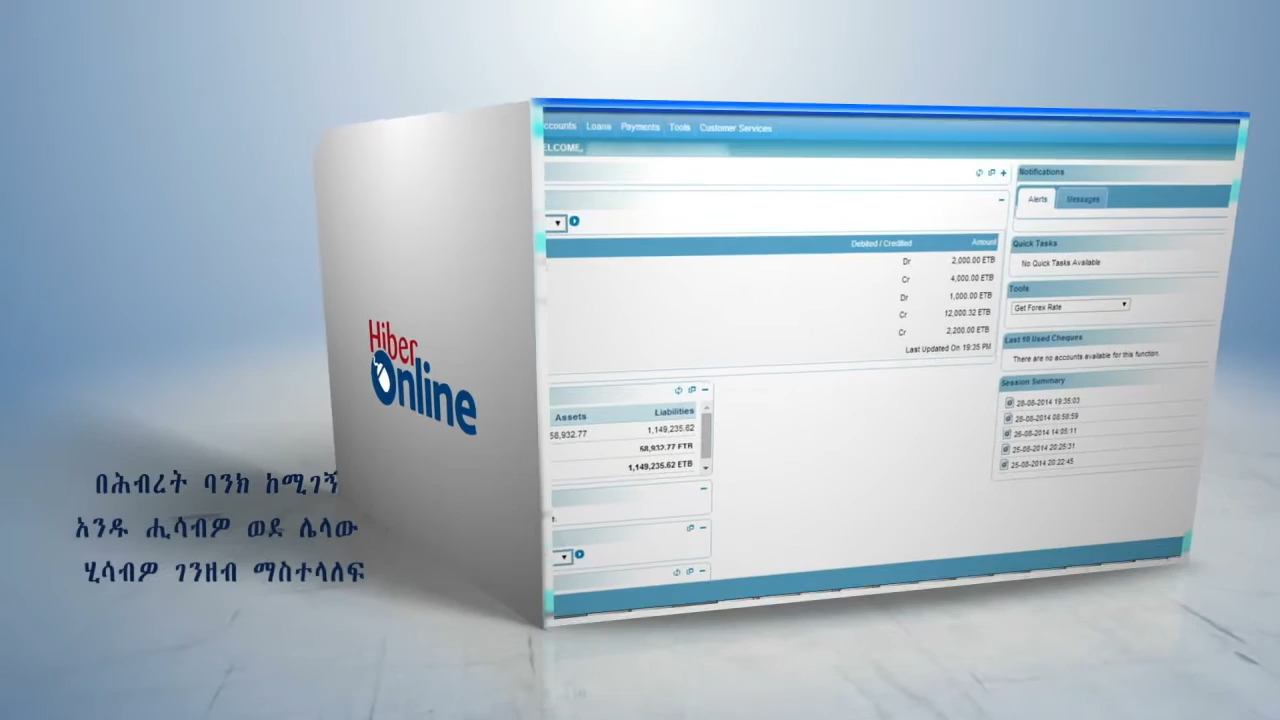 ccounts Loans Payments Tools Customer Services
ELCOME,
Notifications
Alerts Messages
Debited / Credited Amount
Dr 2,000.00 ETB
Cr 4,000.00 ETB
Dr 1,000.00 ETB
Cr 12,000.32 ETB
Cr 2,200.00 ETB
Last Updated On 19:35 PM
Quick Tasks
No Quick Tasks Available
Tools
Get Forex Rate
Last 10 Used Cheques
There are no accounts available for this function.
Session Summary
28-08-2014 19:35:03
28-08-2014 08:58:59
26-08-2014 14:05:11
25-08-2014 20:25:31
25-08-2014 20:22:45
Assets Liabilities
58,932.77 1,149,235.62
58,932.77 ETB
1,149,235.62 ETB
Hiber
Online
በሕብረት ባንክ ከሚገኝ
አንዱ ሒሳብዎ ወደ ሌላው
ሂሳብዎ ገንዘብ ማስተላለፍ